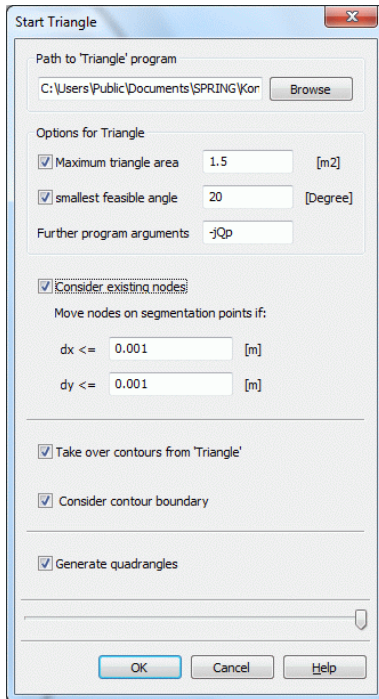 Start Triangle
Path to 'Triangle' program
C:\Users\Public\Documents\SPRING\Kor Browse
Options for Triangle
Maximum triangle area 1.5 [m2]
smallest feasible angle 20 [Degree]
Further program arguments -jQp
Consider existing nodes
Move nodes on segmentation points if:
dx <= 0.001 [m]
dy <= 0.001 [m]
Take over contours from 'Triangle'
Consider contour boundary
Generate quadrangles
OK Cancel Help